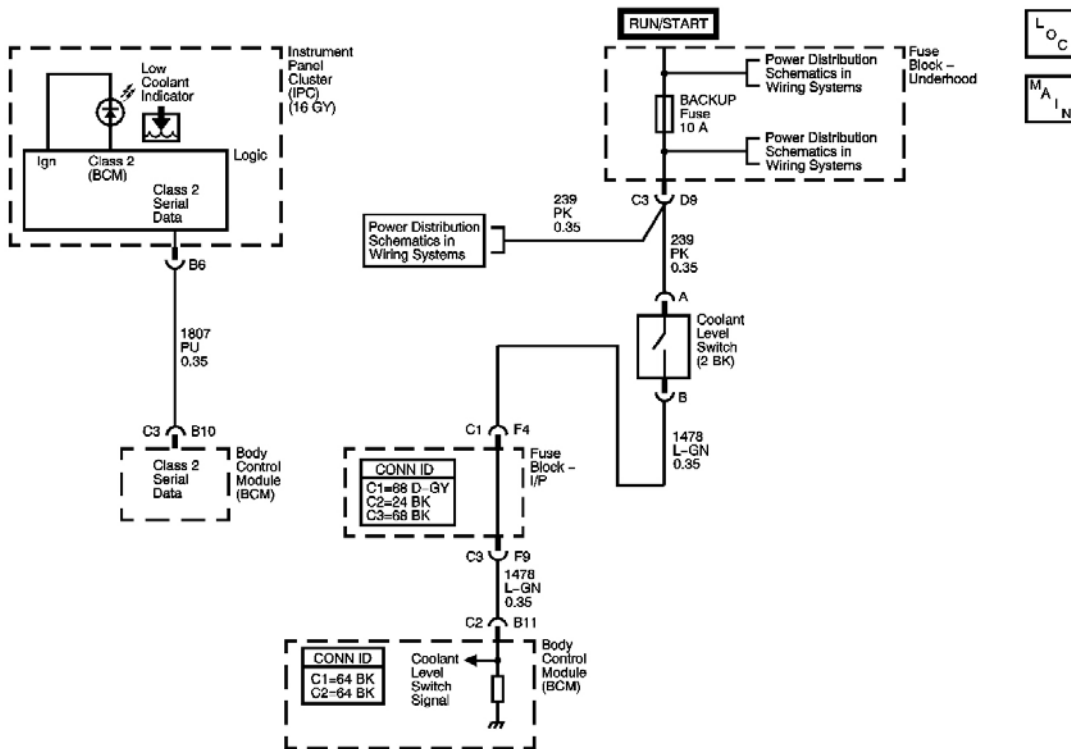 RUN/START
L O C
M A I N
Instrument
Panel
Cluster
(IPC)
(16 GY)
Low
Coolant
Indicator
Ign
Class 2
(BCM)
Logic
Class 2
Serial
Data
B6
1807
PU
0.35
C3 B10
Class 2
Serial
Data
Body
Control
Module
(BCM)
Power Distribution
Schematics in
Wiring Systems
Fuse
Block –
Underhood
BACKUP
Fuse
10 A
Power Distribution
Schematics in
Wiring Systems
C3 D9
239
PK
0.35
Power Distribution
Schematics in
Wiring Systems
239
PK
0.35
A
Coolant
Level
Switch
(2 BK)
B
1478
L-GN
0.35
C1 F4
Fuse
Block –
I/P
CONN ID
C1=68 D-GY
C2=24 BK
C3=68 BK
C3 F9
1478
L-GN
0.35
C2 B11
Body
Control
Module
(BCM)
CONN ID
C1=64 BK
C2=64 BK
Coolant
Level
Switch
Signal